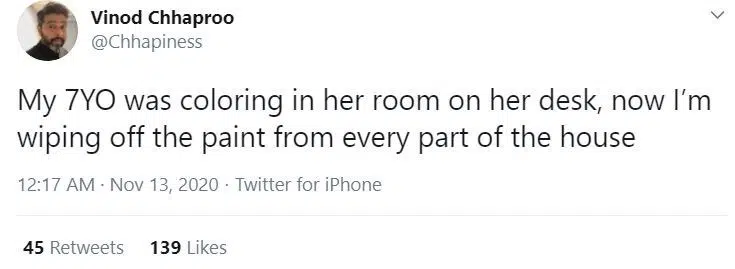 Vinod Chhaproo
@Chhapiness
My 7YO was coloring in her room on her desk, now I’m
wiping off the paint from every part of the house
12:17 AM · Nov 13, 2020 · Twitter for iPhone
45 Retweets 139 Likes